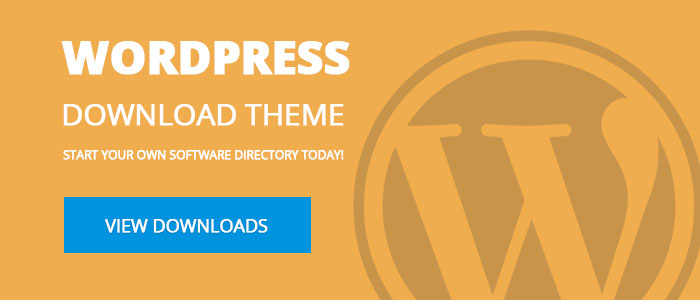 WORDPRESS
DOWNLOAD THEME
START YOUR OWN SOFTWARE DIRECTORY TODAY!
VIEW DOWNLOADS